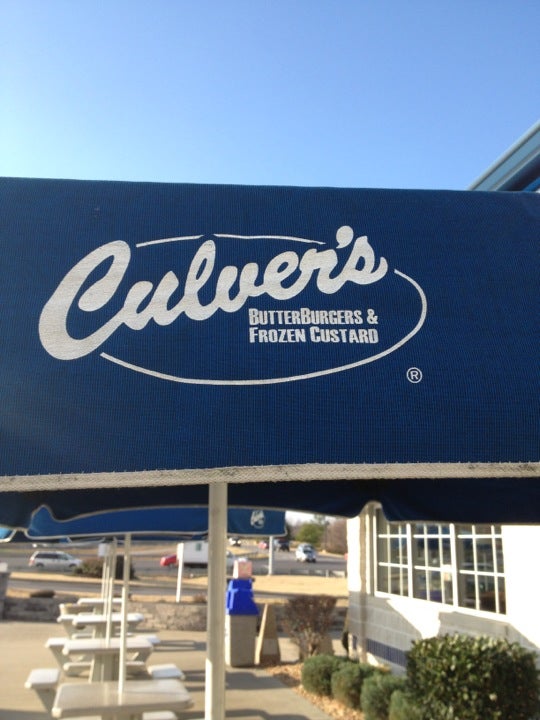 Culver's
ButterBurgers &
Frozen Custard
®